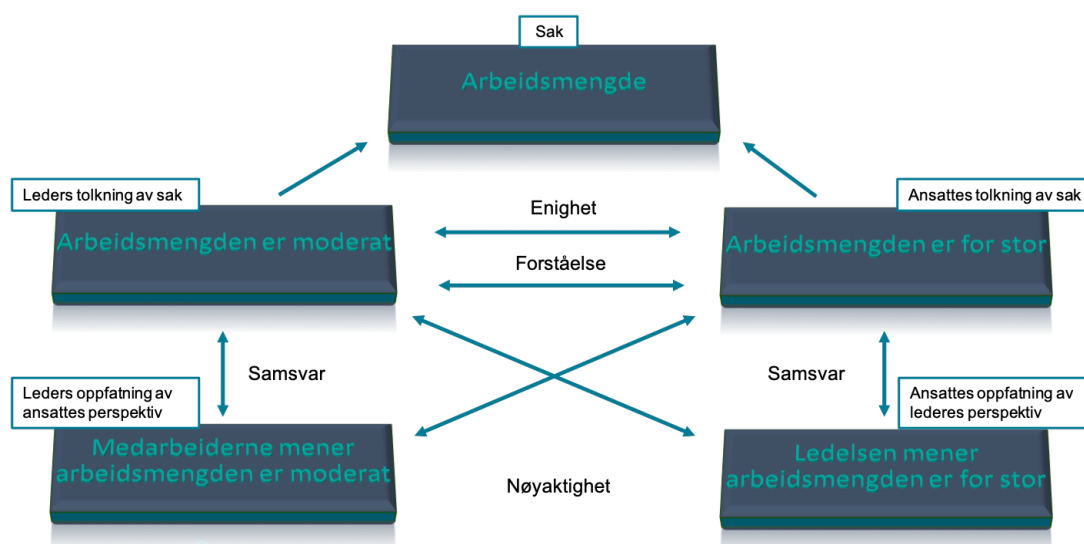 Sak
Arbeidsmengde
Leders tolkning av sak
Ansattes tolkning av sak
Arbeidsmengden er moderat
Enighet
Forståelse
Arbeidsmengden er for stor
Samsvar
Samsvar
Leders oppfatning av
ansattes perspektiv
Ansattes oppfatning av
lederes perspektiv
Medarbeiderne mener
arbeidsmengden er moderat
Nøyaktighet
Ledelsen mener
arbeidsmengden er for stor